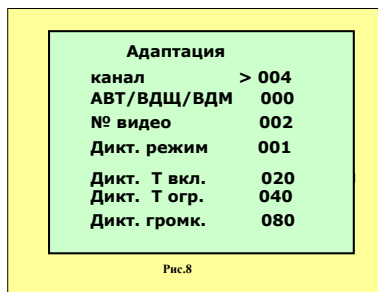 Адаптация
канал > 004
АВТ/ВДЩ/ВДМ 000
№ видео 002
Дикт. режим 001
Дикт. Т вкл. 020
Дикт. Т огр. 040
Дикт. громк. 080
Рис.8